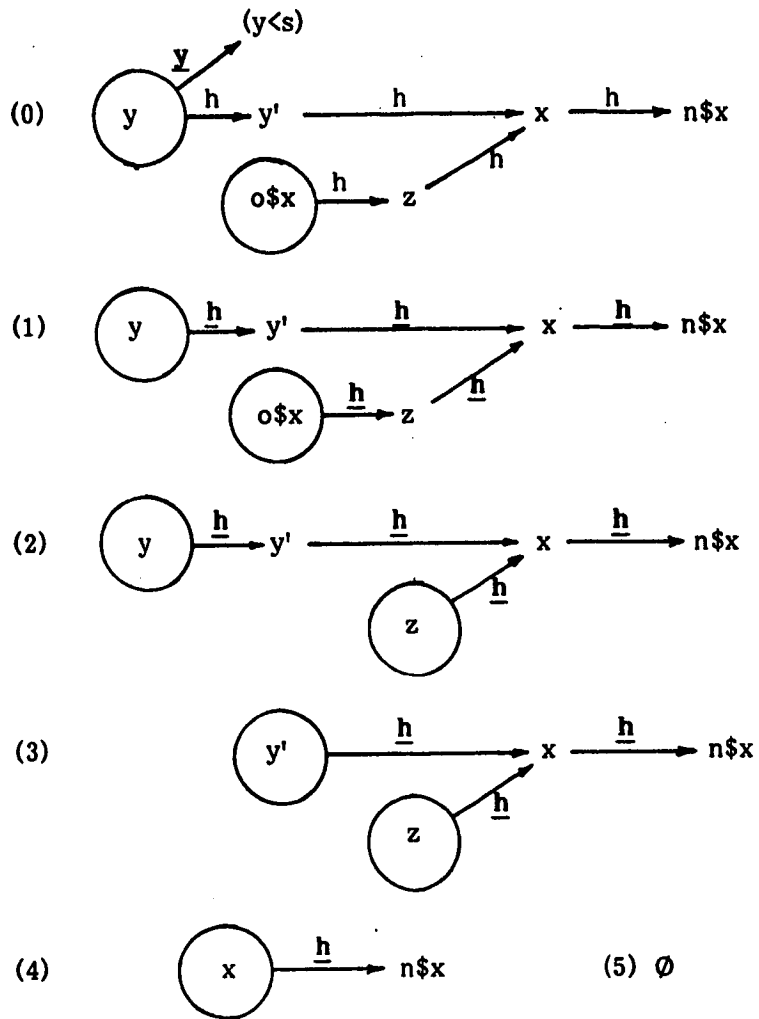 (y<s)
y
(0) y h y' h x h n$x
o$x h z h
(1) y h y' h x h n$x
o$x h z h
(2) y h y' h x h n$x
z h
(3) y' h x h n$x
z h
(4) x h n$x (5) Ø